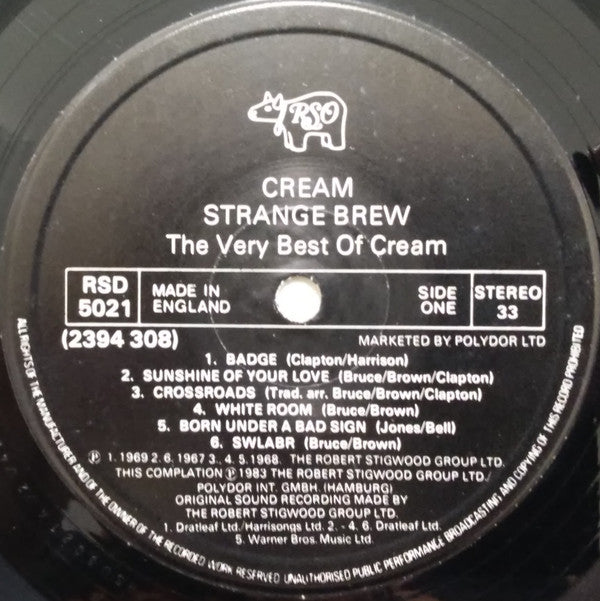 RSO
CREAM
STRANGE BREW
The Very Best Of Cream
RSD
5021
MADE IN
ENGLAND
SIDE
ONE
STEREO
33
(2394 308)
MARKETED BY POLYDOR LTD
1. BADGE (Clapton/Harrison)
2. SUNSHINE OF YOUR LOVE (Bruce/Brown/Clapton)
3. CROSSROADS (Trad. arr. Bruce/Brown/Clapton)
4. WHITE ROOM (Bruce/Brown)
5. BORN UNDER A BAD SIGN (Jones/Bell)
6. SWLABR (Bruce/Brown)
℗ 1. 1969 2. 6. 1967 3.. 4. 5. 1968. THE ROBERT STIGWOOD GROUP LTD.
THIS COMPLATION ℗ 1983 THE ROBERT STIGWOOD GROUP LTD./
POLYDOR INT. GMBH. (HAMBURG)
ORIGINAL SOUND RECORDING MADE BY
THE ROBERT STIGWOOD GROUP LTD.
1. Dratleaf Ltd./Harrisongs Ltd. 2. - 4. 6. Dratleaf Ltd.
5. Warner Bros. Music Ltd.
ALL RIGHTS OF THE MANUFACTURER AND OF THE OWNER OF THE RECORDED WORK RESERVED UNAUTHORISED PUBLIC PERFORMANCE BROADCASTING AND COPYING OF THIS RECORD PROHIBITED